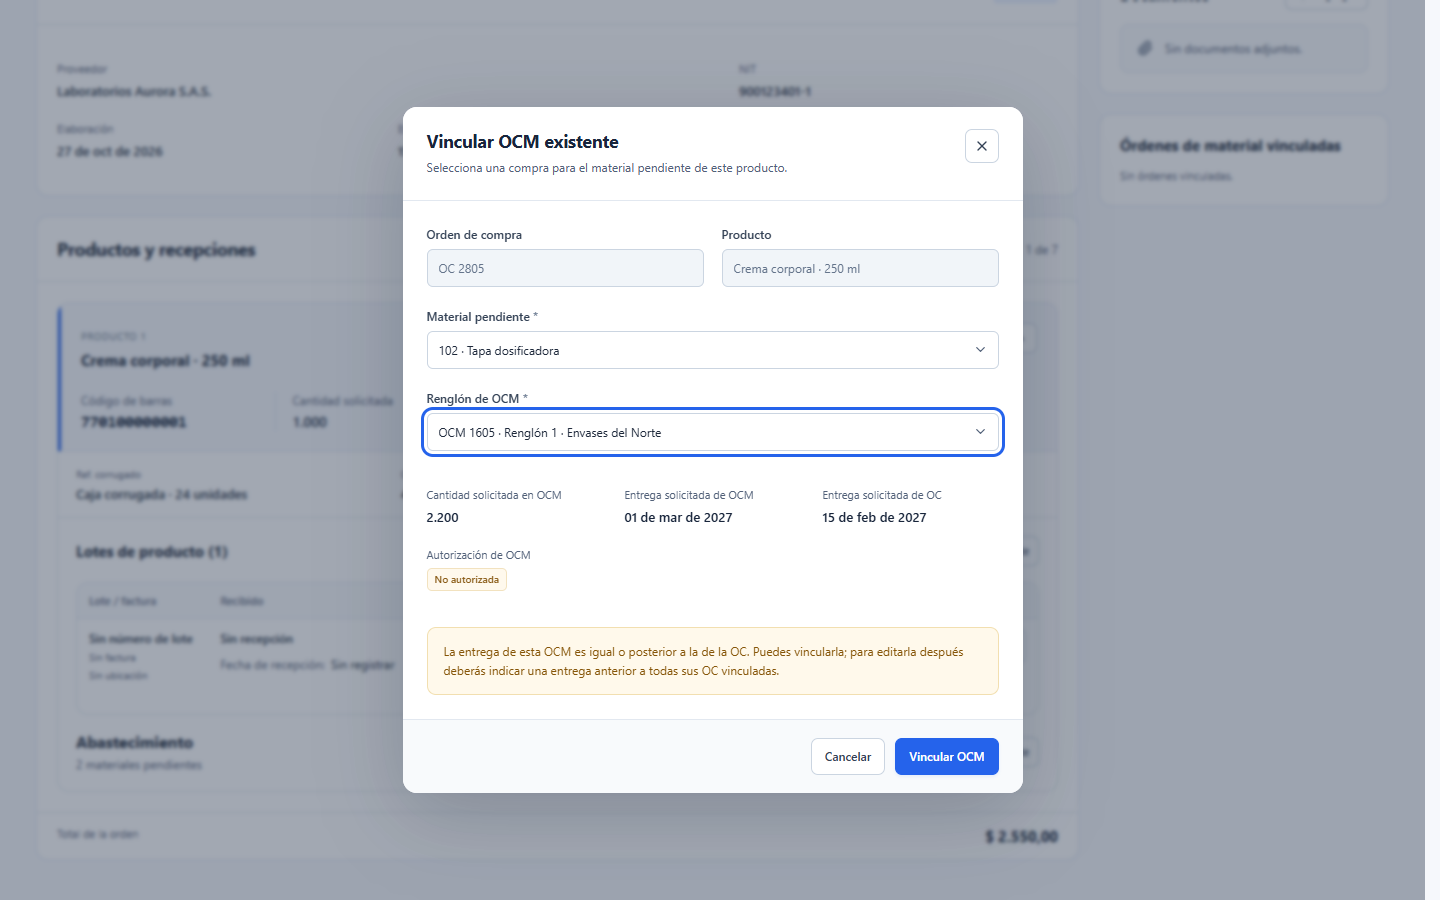 Sin documentos adjuntos.
Proveedor
NIT
Laboratorios Aurora S.A.S.
900123401-1
Elaboración
27 de oct de 2026
Órdenes de material vinculadas
Sin órdenes vinculadas.
Vincular OCM existente
Selecciona una compra para el material pendiente de este producto.
Orden de compra
Producto
OC 2805
Crema corporal · 250 ml
Material pendiente *
102 · Tapa dosificadora
Renglón de OCM *
OCM 1605 · Renglón 1 · Envases del Norte
Cantidad solicitada en OCM
Entrega solicitada de OCM
Entrega solicitada de OC
2.200
01 de mar de 2027
15 de feb de 2027
Autorización de OCM
No autorizada
La entrega de esta OCM es igual o posterior a la de la OC. Puedes vincularla; para editarla después
deberás indicar una entrega anterior a todas sus OC vinculadas.
Cancelar
Vincular OCM
Productos y recepciones
1 de 7
PRODUCTO 1
Crema corporal · 250 ml
Código de barras
Cantidad solicitada
1.000
Ref. corrugado
Caja corrugada · 24 unidades
Lotes de producto (1)
Lote / factura
Recibido
Sin número de lote
Sin recepción
Sin factura
Fecha de recepción: Sin registrar
Sin ubicación
Abastecimiento
2 materiales pendientes
Total de la orden
$ 2.550,00